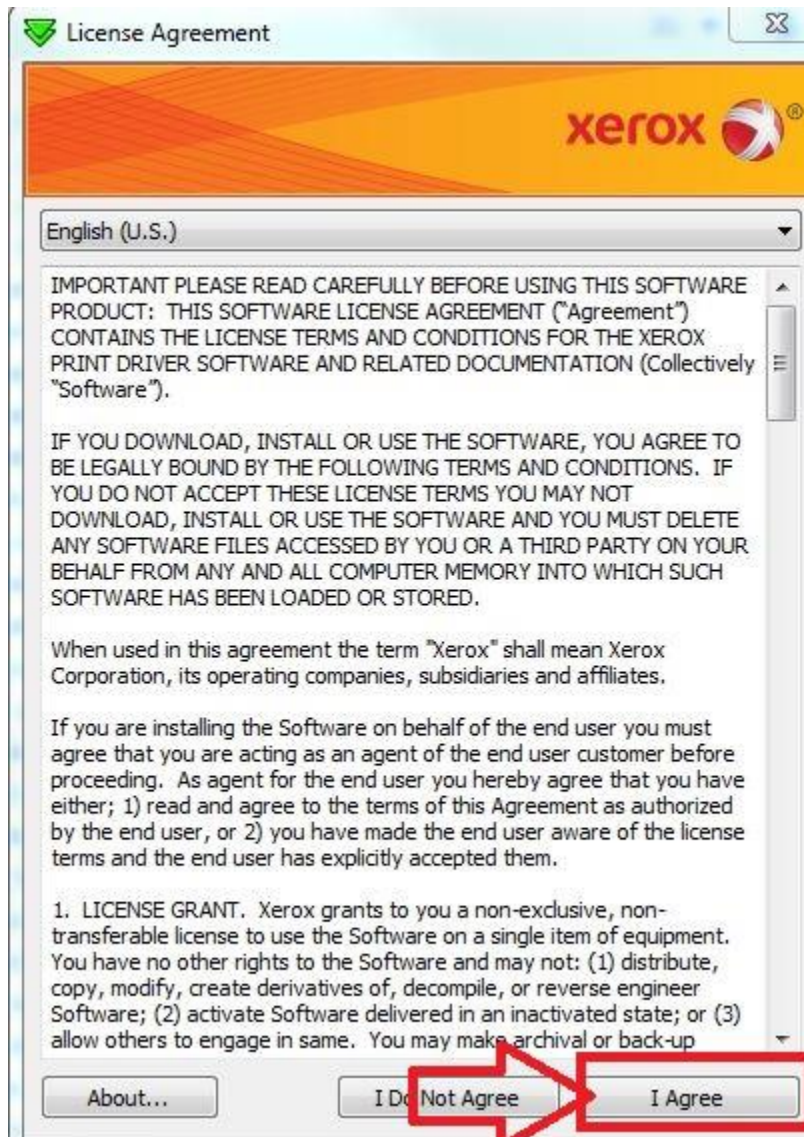 License Agreement
xerox ®
English (U.S.)
IMPORTANT PLEASE READ CAREFULLY BEFORE USING THIS SOFTWARE
PRODUCT: THIS SOFTWARE LICENSE AGREEMENT ("Agreement")
CONTAINS THE LICENSE TERMS AND CONDITIONS FOR THE XEROX
PRINT DRIVER SOFTWARE AND RELATED DOCUMENTATION (Collectively
"Software").
IF YOU DOWNLOAD, INSTALL OR USE THE SOFTWARE, YOU AGREE TO
BE LEGALLY BOUND BY THE FOLLOWING TERMS AND CONDITIONS. IF
YOU DO NOT ACCEPT THESE LICENSE TERMS YOU MAY NOT
DOWNLOAD, INSTALL OR USE THE SOFTWARE AND YOU MUST DELETE
ANY SOFTWARE FILES ACCESSED BY YOU OR A THIRD PARTY ON YOUR
BEHALF FROM ANY AND ALL COMPUTER MEMORY INTO WHICH SUCH
SOFTWARE HAS BEEN LOADED OR STORED.
When used in this agreement the term "Xerox" shall mean Xerox
Corporation, its operating companies, subsidiaries and affiliates.
If you are installing the Software on behalf of the end user you must
agree that you are acting as an agent of the end user customer before
proceeding. As agent for the end user you hereby agree that you have
either; 1) read and agree to the terms of this Agreement as authorized
by the end user, or 2) you have made the end user aware of the license
terms and the end user has explicitly accepted them.
1. LICENSE GRANT. Xerox grants to you a non-exclusive, non-
transferable license to use the Software on a single item of equipment.
You have no other rights to the Software and may not: (1) distribute,
copy, modify, create derivatives of, decompile, or reverse engineer
Software; (2) activate Software delivered in an inactivated state; or (3)
allow others to engage in same. You may make archival or back-up
About... I Do Not Agree I Agree